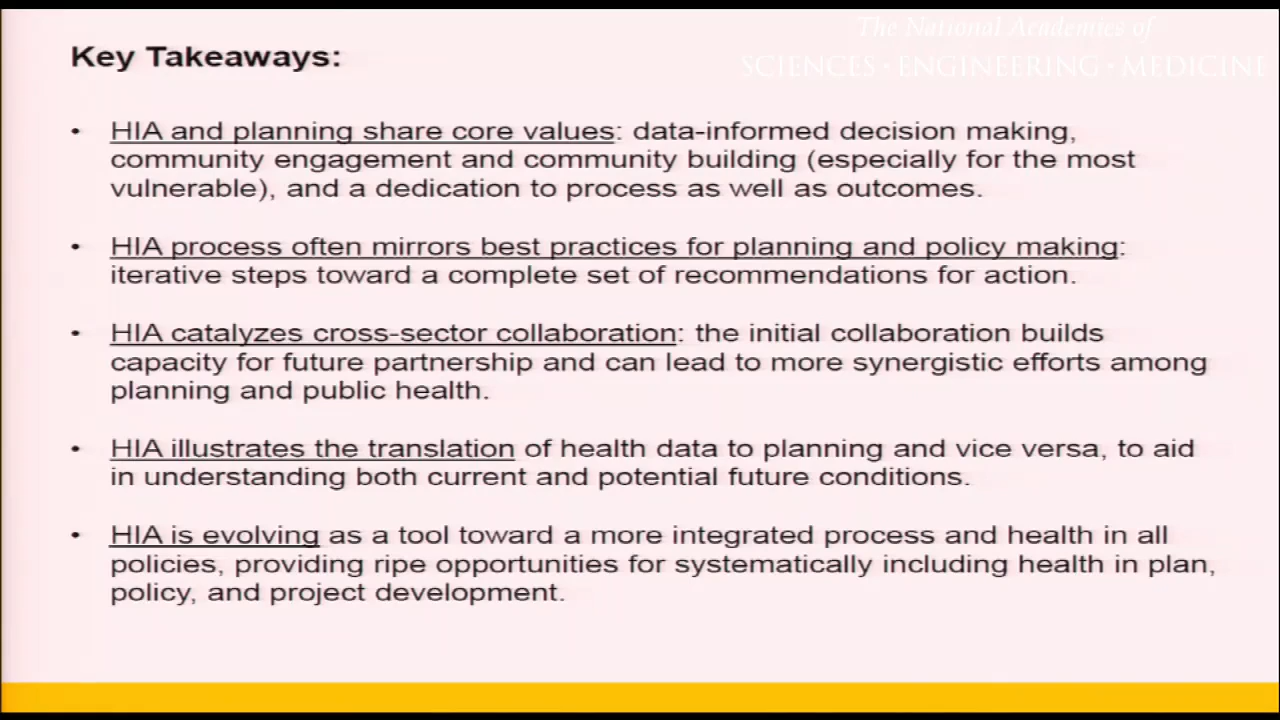 The National Academies of
SCIENCES · ENGINEERING · MEDICINE
Key Takeaways:
• HIA and planning share core values: data-informed decision making,
community engagement and community building (especially for the most
vulnerable), and a dedication to process as well as outcomes.
• HIA process often mirrors best practices for planning and policy making:
iterative steps toward a complete set of recommendations for action.
• HIA catalyzes cross-sector collaboration: the initial collaboration builds
capacity for future partnership and can lead to more synergistic efforts among
planning and public health.
• HIA illustrates the translation of health data to planning and vice versa, to aid
in understanding both current and potential future conditions.
• HIA is evolving as a tool toward a more integrated process and health in all
policies, providing ripe opportunities for systematically including health in plan,
policy, and project development.